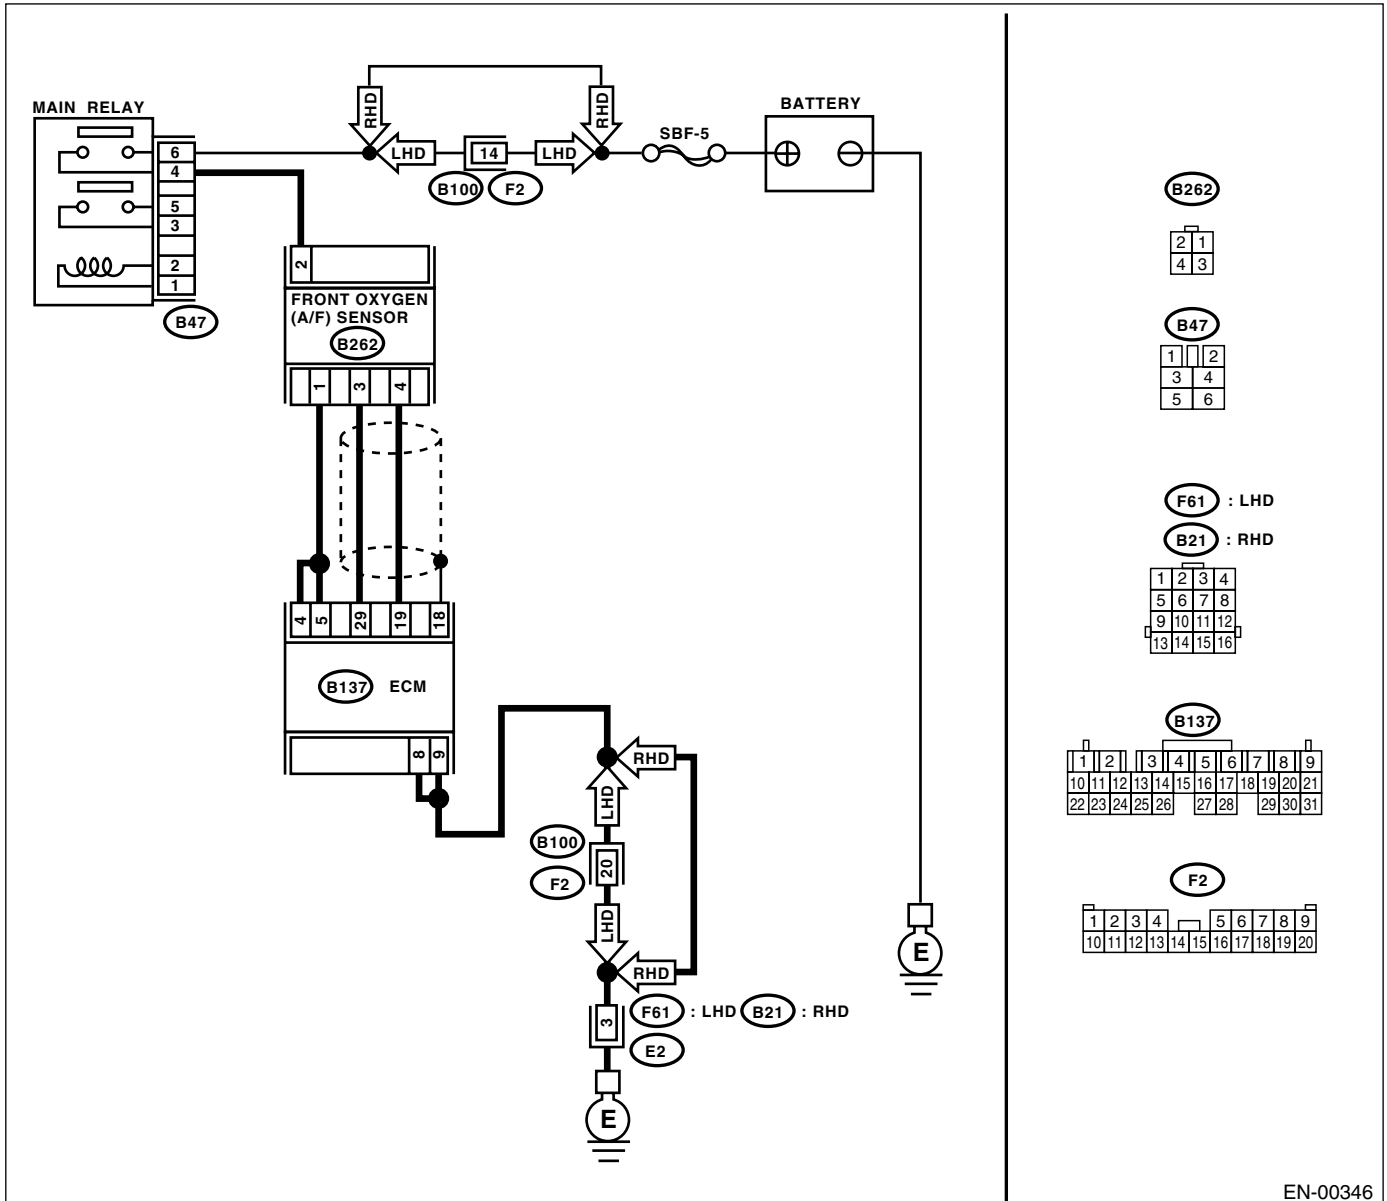 MAIN RELAY
6
4
5
3
2
1
B47
RHD
RHD
LHD
14
LHD
B100
F2
SBF-5
BATTERY
2
FRONT OXYGEN
(A/F) SENSOR
B262
1
3
4
4
5
29
19
18
B137
ECM
8
9
RHD
LHD
B100
20
F2
LHD
RHD
3
F61 : LHD B21 : RHD
E2
E
E
B262
2 1
4 3
B47
1 2
3 4
5 6
F61 : LHD
B21 : RHD
1 2 3 4
5 6 7 8
9 10 11 12
13 14 15 16
B137
1 2 3 4 5 6 7 8 9
10 11 12 13 14 15 16 17 18 19 20 21
22 23 24 25 26 27 28 29 30 31
F2
1 2 3 4 5 6 7 8 9
10 11 12 13 14 15 16 17 18 19 20
EN-00346